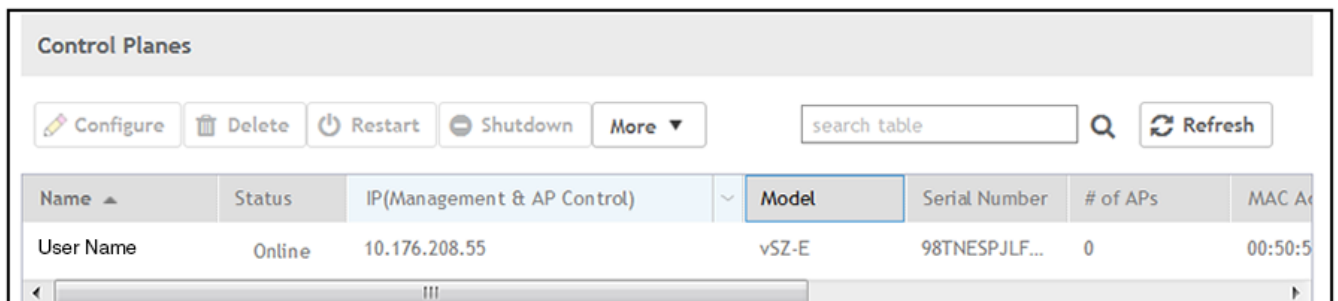 Control Planes
Configure Delete Restart Shutdown More ▼ search table Refresh
Name ▲ Status IP(Management & AP Control) Model Serial Number # of APs MAC
User Name Online 10.176.208.55 vSZ-E 98TNESPJLF... 0 00:50:5